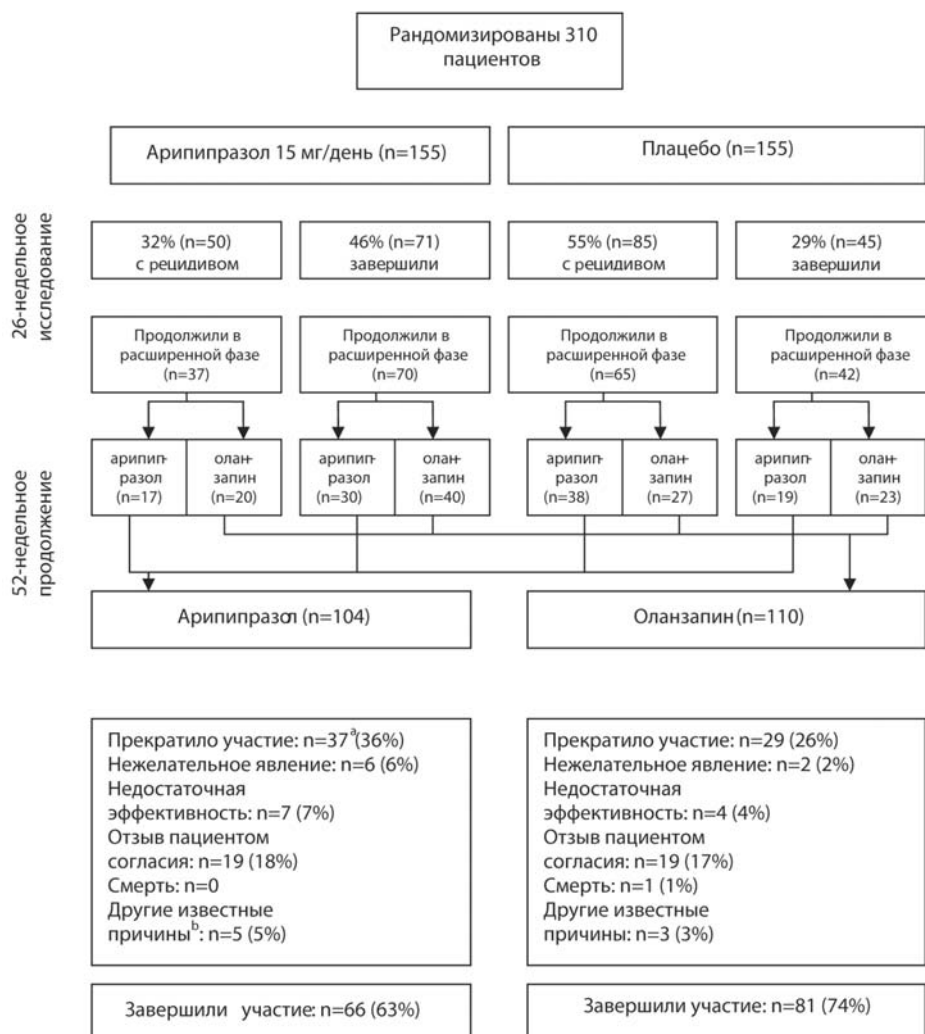 Рандомизированы 310
пациентов
Арипипразол 15 мг/день (n=155)
Плацебо (n=155)
26-недельное
исследование
32% (n=50)
с рецидивом
46% (n=71)
завершили
55% (n=85)
с рецидивом
29% (n=45)
завершили
Продолжили в
расширенной фазе
(n=37)
Продолжили в
расширенной фазе
(n=70)
Продолжили в
расширенной фазе
(n=65)
Продолжили в
расширенной фазе
(n=42)
52-недельное
продолжение
арипип-
разол
(n=17)
олан-
запин
(n=20)
арипип-
разол
(n=30)
олан-
запин
(n=40)
арипип-
разол
(n=38)
олан-
запин
(n=27)
арипип-
разол
(n=19)
олан-
запин
(n=23)
Арипипразол (n=104)
Оланзапин (n=110)
Прекратило участие: n=37ᵃ (36%)
Нежелательное явление: n=6 (6%)
Недостаточная
эффективность: n=7 (7%)
Отзыв пациентом
согласия: n=19 (18%)
Смерть: n=0
Другие известные
причиныᵇ: n=5 (5%)
Прекратило участие: n=29 (26%)
Нежелательное явление: n=2 (2%)
Недостаточная
эффективность: n=4 (4%)
Отзыв пациентом
согласия: n=19 (17%)
Смерть: n=1 (1%)
Другие известные
причины: n=3 (3%)
Завершили участие: n=66 (63%)
Завершили участие: n=81 (74%)